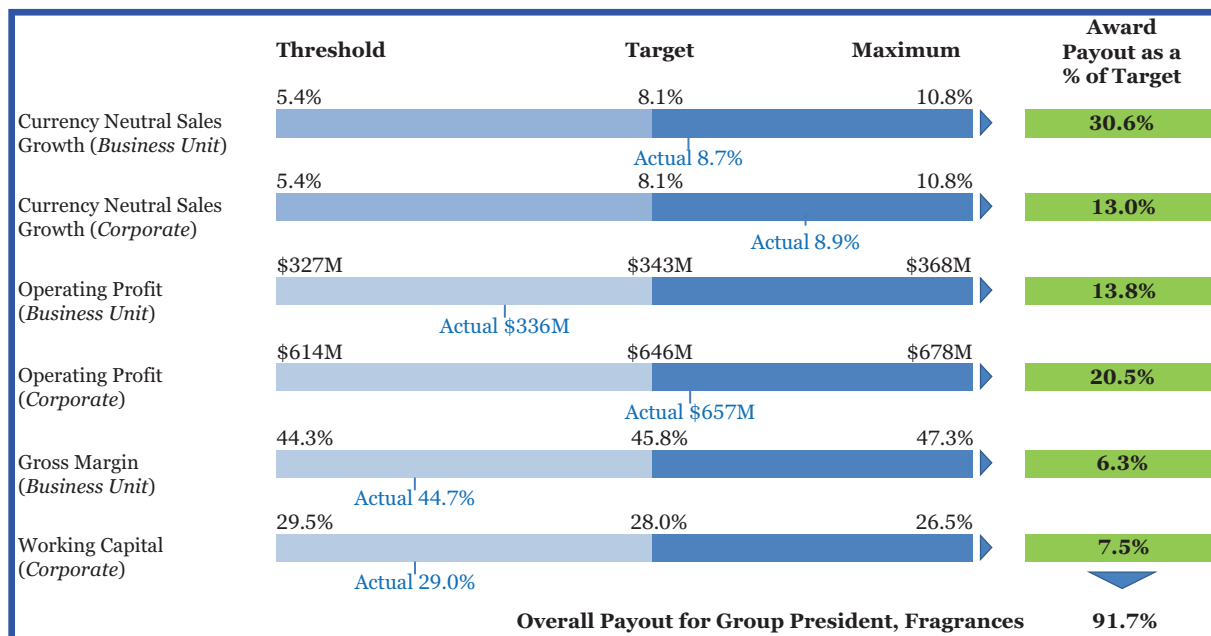 Award
Payout as a
% of Target
Threshold Target Maximum
5.4% 8.1% 10.8%
Currency Neutral Sales
Growth (Business Unit)
30.6%
Actual 8.7%
5.4% 8.1% 10.8%
Currency Neutral Sales
Growth (Corporate)
13.0%
Actual 8.9%
$327M $343M $368M
Operating Profit
(Business Unit)
13.8%
Actual $336M
$614M $646M $678M
Operating Profit
(Corporate)
20.5%
Actual $657M
44.3% 45.8% 47.3%
Gross Margin
(Business Unit)
6.3%
Actual 44.7%
29.5% 28.0% 26.5%
Working Capital
(Corporate)
7.5%
Actual 29.0%
Overall Payout for Group President, Fragrances 91.7%